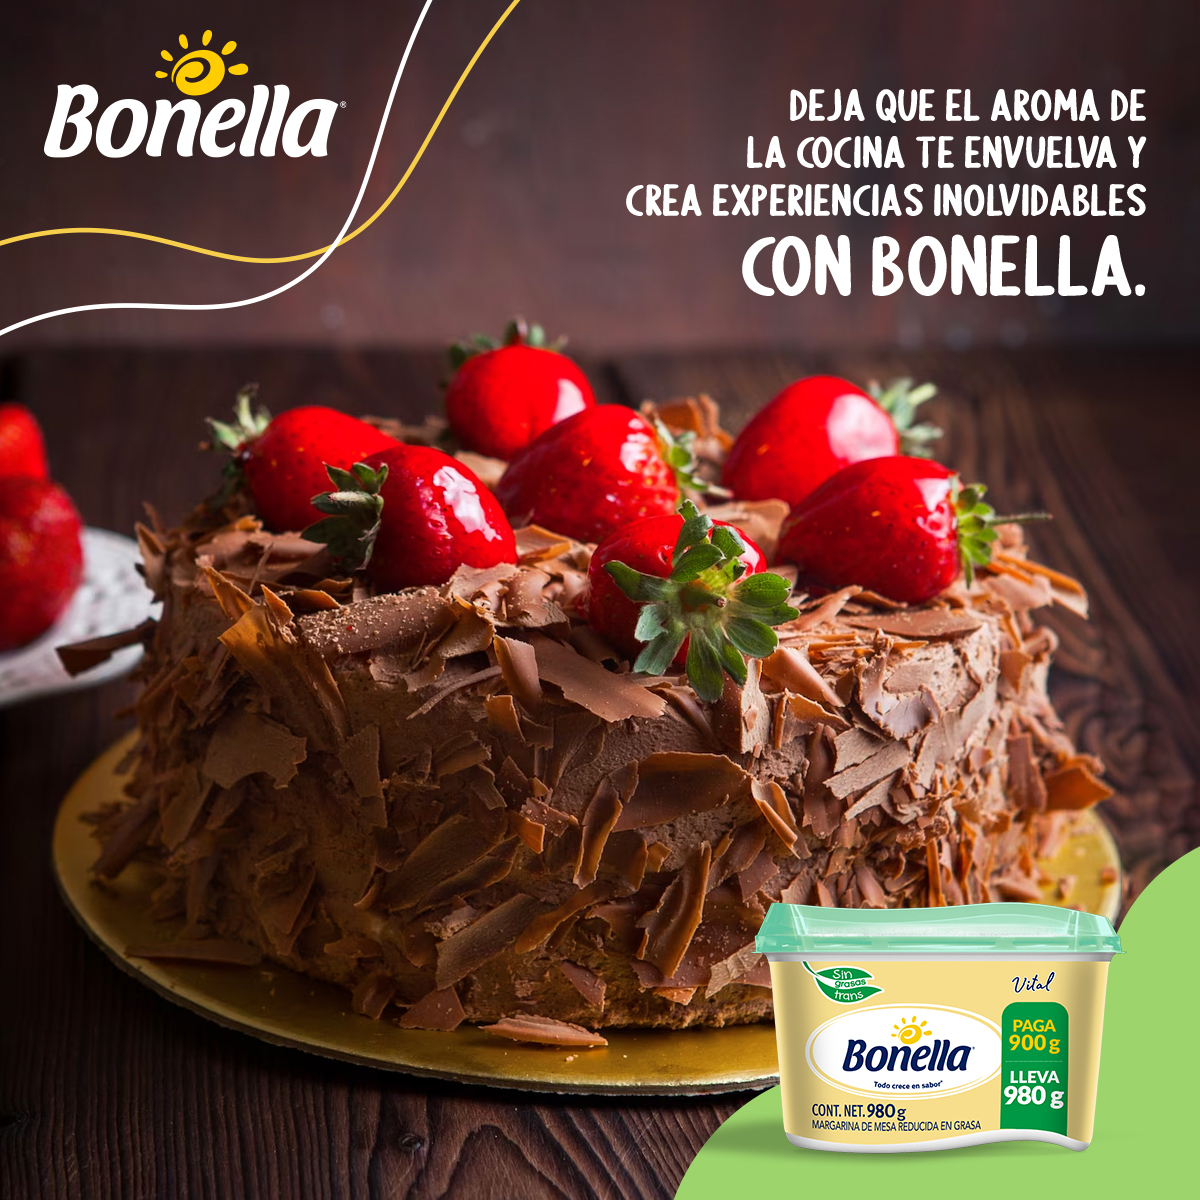 Bonella
DEJA QUE EL AROMA DE
LA COCINA TE ENVUELVA Y
CREA EXPERIENCIAS INOLVIDABLES
CON BONELLA.
Sin
grasas
trans
Vital
PAGA
900 g
LLEVA
980 g
Bonella
Todo crece en sabor
CONT. NET. 980 g
MARGARINA DE MESA REDUCIDA EN GRASA